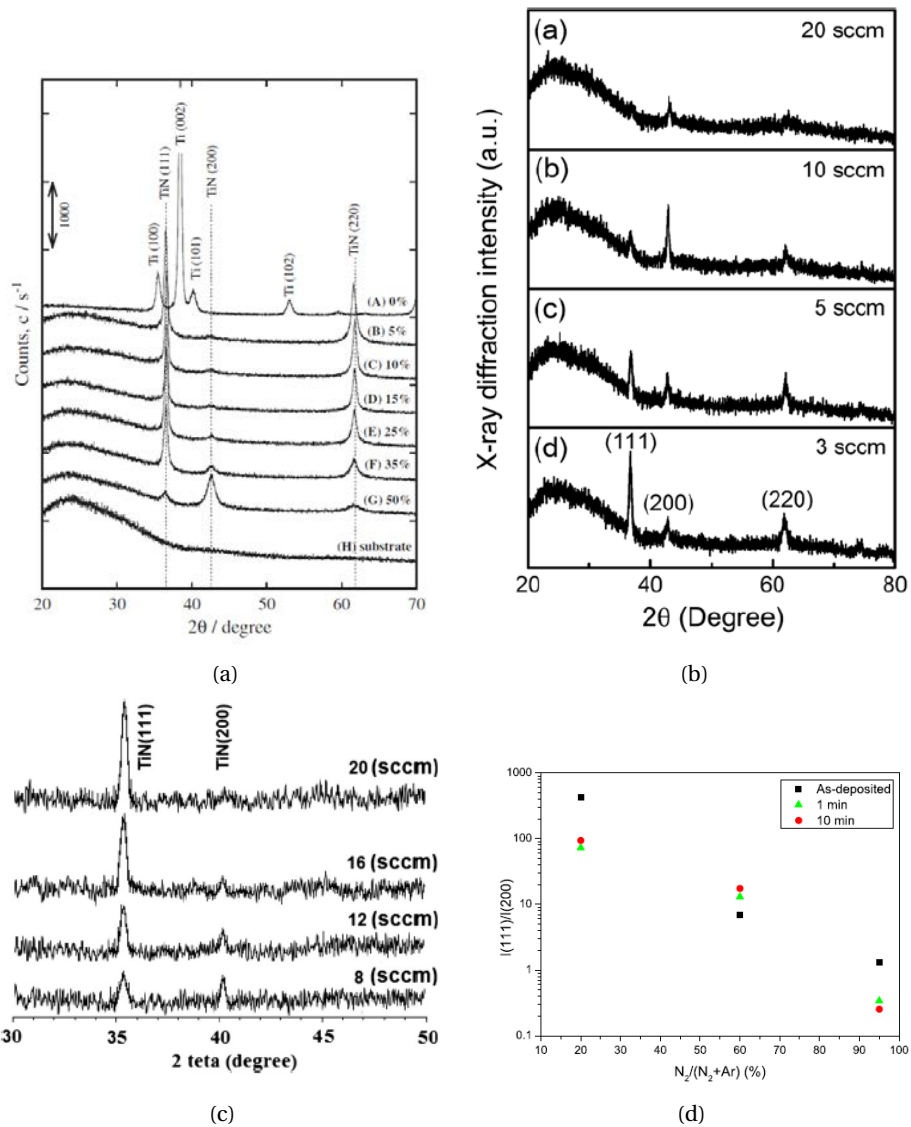 (a)
Counts, c / s⁻¹
1000
Ti (100)
TiN (111)
Ti (002)
Ti (101)
TiN (200)
Ti (102)
TiN (220)
(A) 0%
(B) 5%
(C) 10%
(D) 15%
(E) 25%
(F) 35%
(G) 50%
(H) substrate
20 30 40 50 60 70
2θ / degree
(a)
X-ray diffraction intensity (a.u.)
(a) 20 sccm
(b) 10 sccm
(c) 5 sccm
(d) 3 sccm
(111)
(200)
(220)
20 40 60 80
2θ (Degree)
(b)
TiN(111)
TiN(200)
20 (sccm)
16 (sccm)
12 (sccm)
8 (sccm)
30 35 40 45 50
2 teta (degree)
(c)
I(111)/I(200)
1000
100
10
1
0.1
As-deposited
1 min
10 min
10 20 30 40 50 60 70 80 90 100
N₂/(N₂+Ar) (%)
(d)